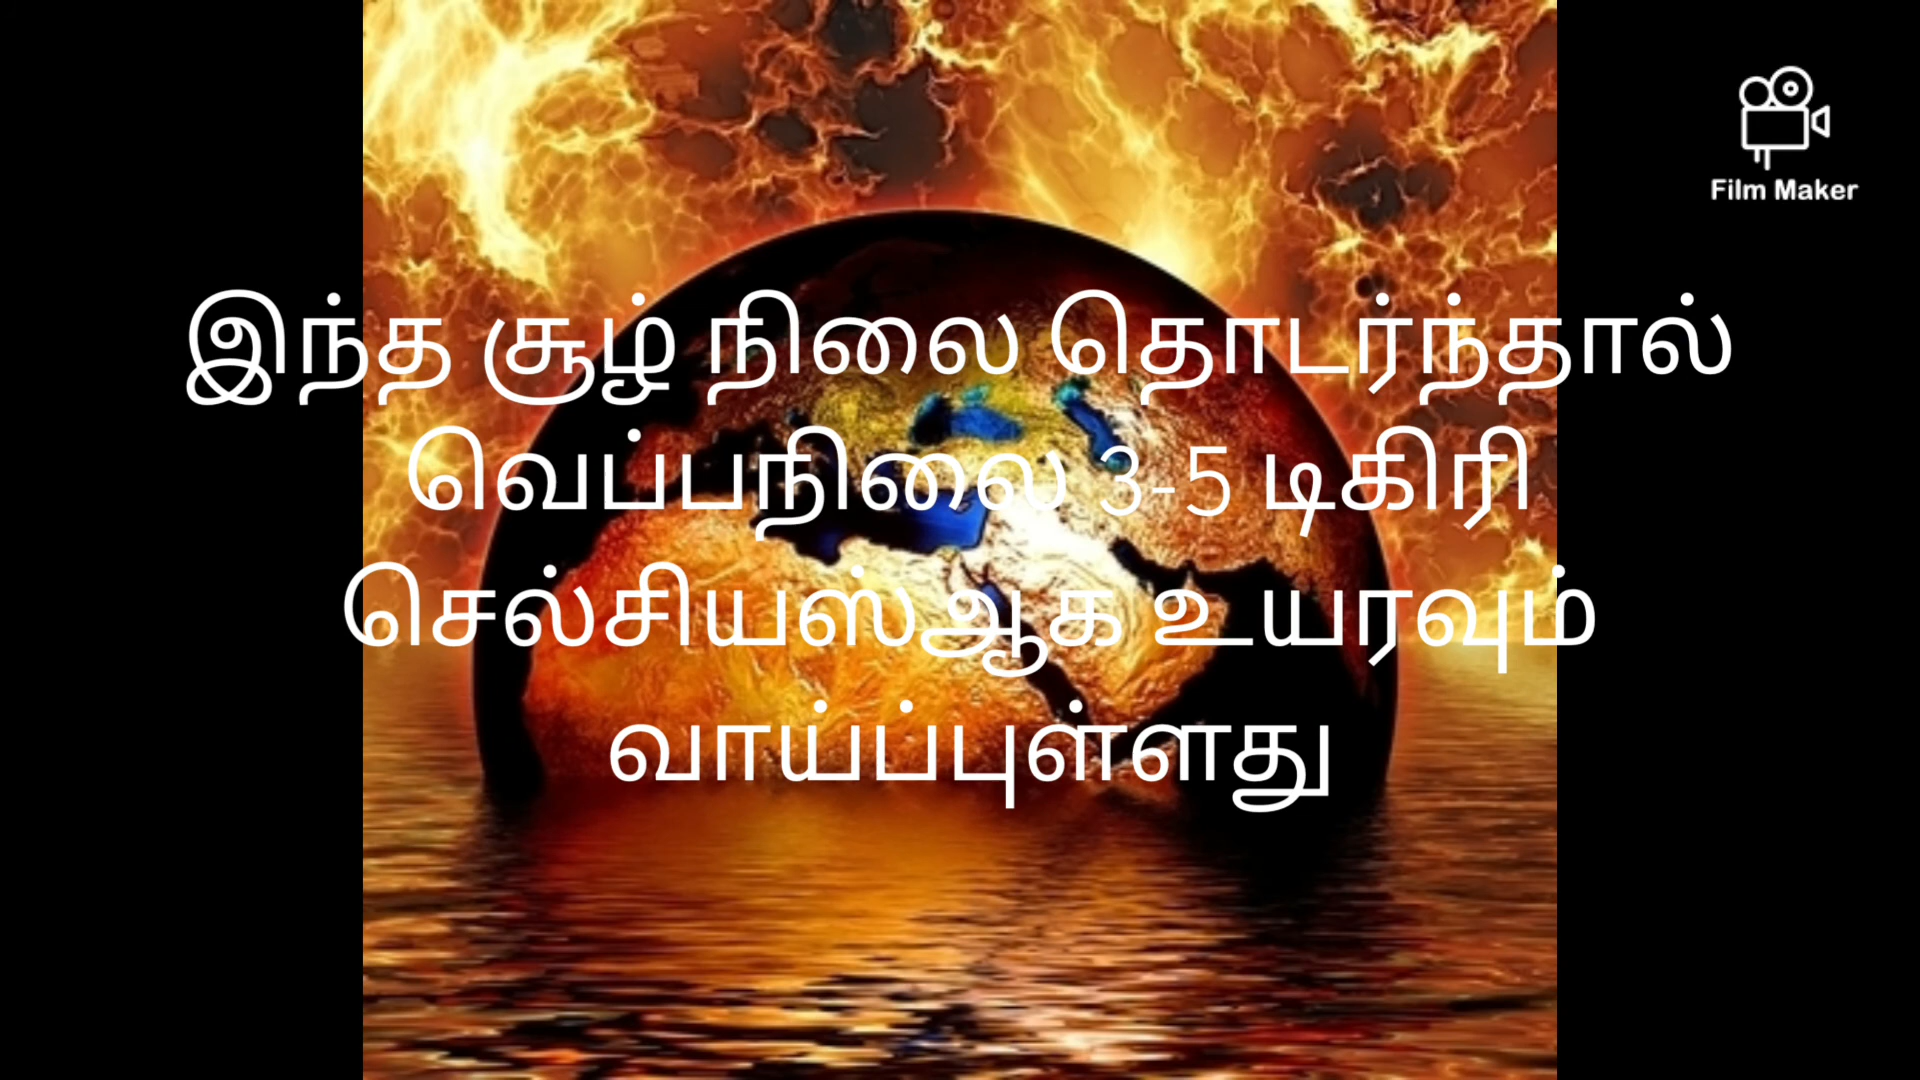 Film Maker
இந்த சூழ் நிலை தொடர்ந்தால்
வெப்பநிலை 3-5 டிகிரி
செல்சியஸ்ஆக உயரவும்
வாய்ப்புள்ளது